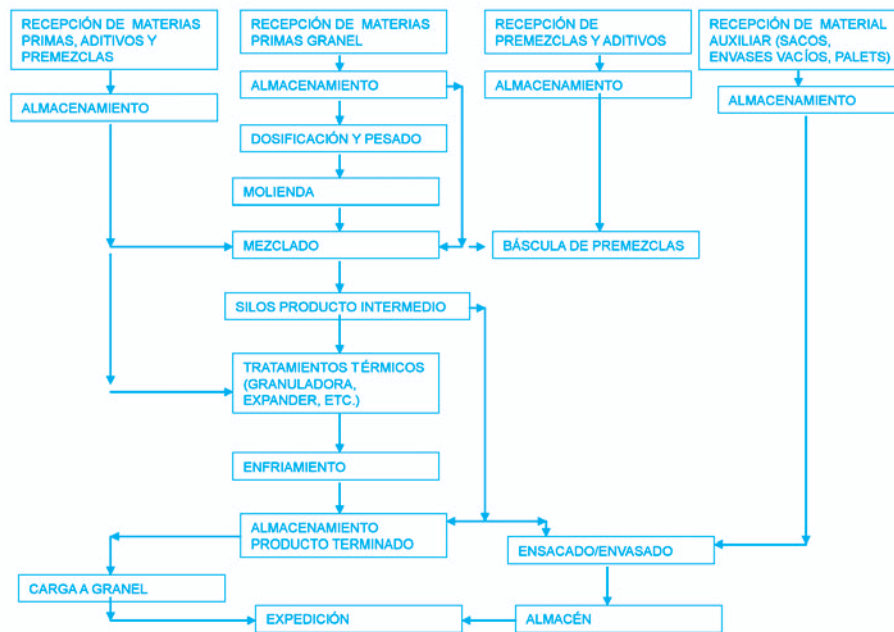 RECEPCIÓN DE MATERIAS
PRIMAS, ADITIVOS Y
PREMEZCLAS
RECEPCIÓN DE MATERIAS
PRIMAS GRANEL
RECEPCIÓN DE
PREMEZCLAS Y ADITIVOS
RECEPCIÓN DE MATERIAL
AUXILIAR (SACOS,
ENVASES VACÍOS, PALETS)
ALMACENAMIENTO
ALMACENAMIENTO
ALMACENAMIENTO
ALMACENAMIENTO
DOSIFICACIÓN Y PESADO
MOLIENDA
MEZCLADO
BÁSCULA DE PREMEZCLAS
SILOS PRODUCTO INTERMEDIO
TRATAMIENTOS TÉRMICOS
(GRANULADORA,
EXPANDER, ETC.)
ENFRIAMIENTO
ALMACENAMIENTO
PRODUCTO TERMINADO
ENSACADO/ENVASADO
CARGA A GRANEL
EXPEDICIÓN
ALMACÉN